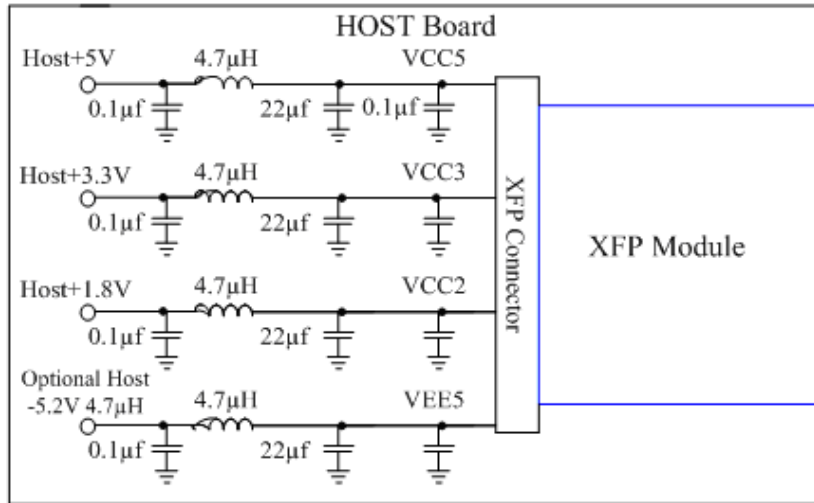 HOST Board
Host+5V 4.7μH VCC5
0.1μf 22μf 0.1μf
Host+3.3V 4.7μH VCC3
0.1μf 22μf
XFP Connector
XFP Module
Host+1.8V 4.7μH VCC2
0.1μf 22μf
Optional Host
-5.2V 4.7μH 4.7μH VEE5
0.1μf 22μf